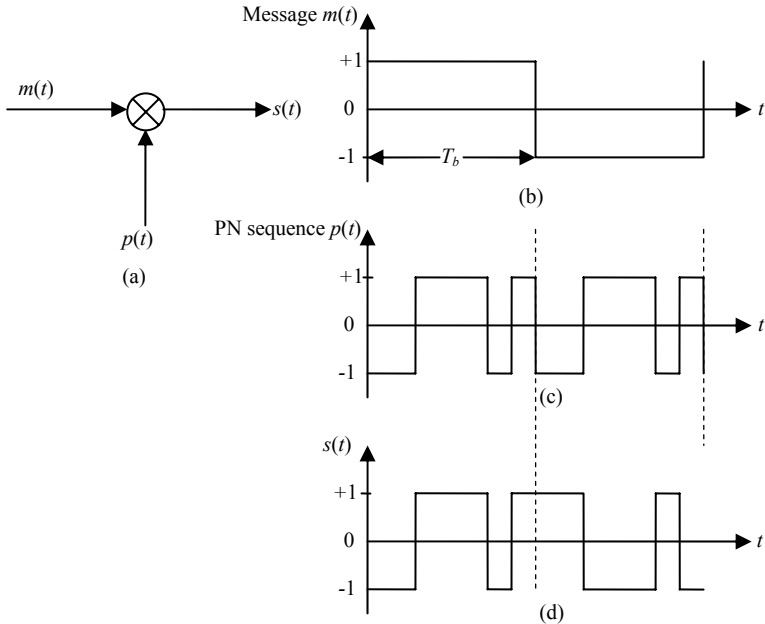 m(t)
s(t)
p(t)
(a)
Message m(t)
+1
0
-1
T_b
t
(b)
PN sequence p(t)
+1
0
-1
t
(c)
s(t)
+1
0
-1
t
(d)